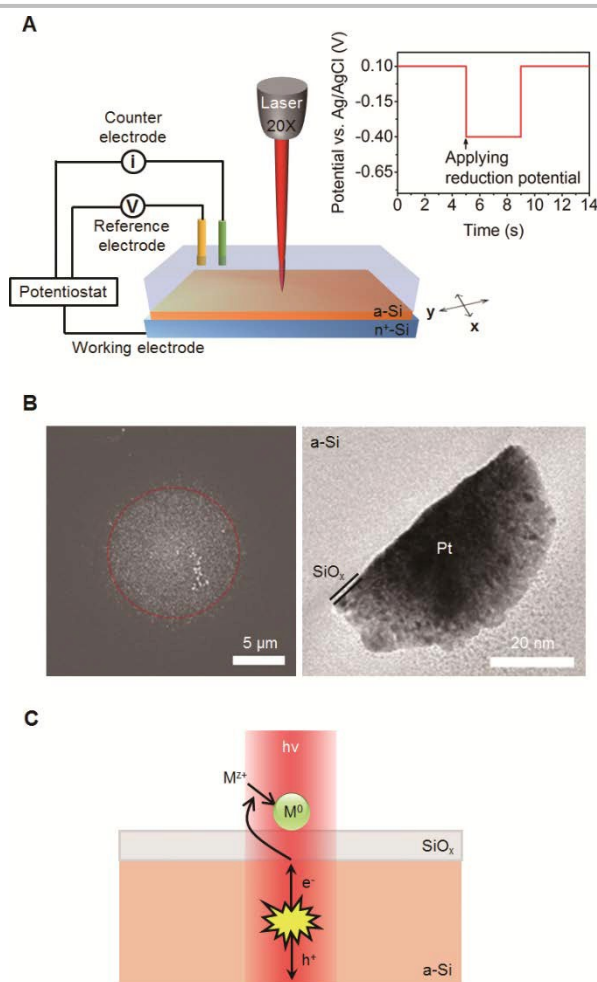 A
Laser
20X
Counter
electrode
i
V
Reference
electrode
Potentiostat
Working electrode
a-Si
n⁺-Si
y
x
Potential vs. Ag/AgCl (V)
0.10
-0.15
-0.40
-0.65
Applying
reduction potential
0 2 4 6 8 10 12 14
Time (s)
B
5 µm
a-Si
Pt
SiOₓ
20 nm
C
hν
Mᶻ⁺
M⁰
SiOₓ
e⁻
h⁺
a-Si